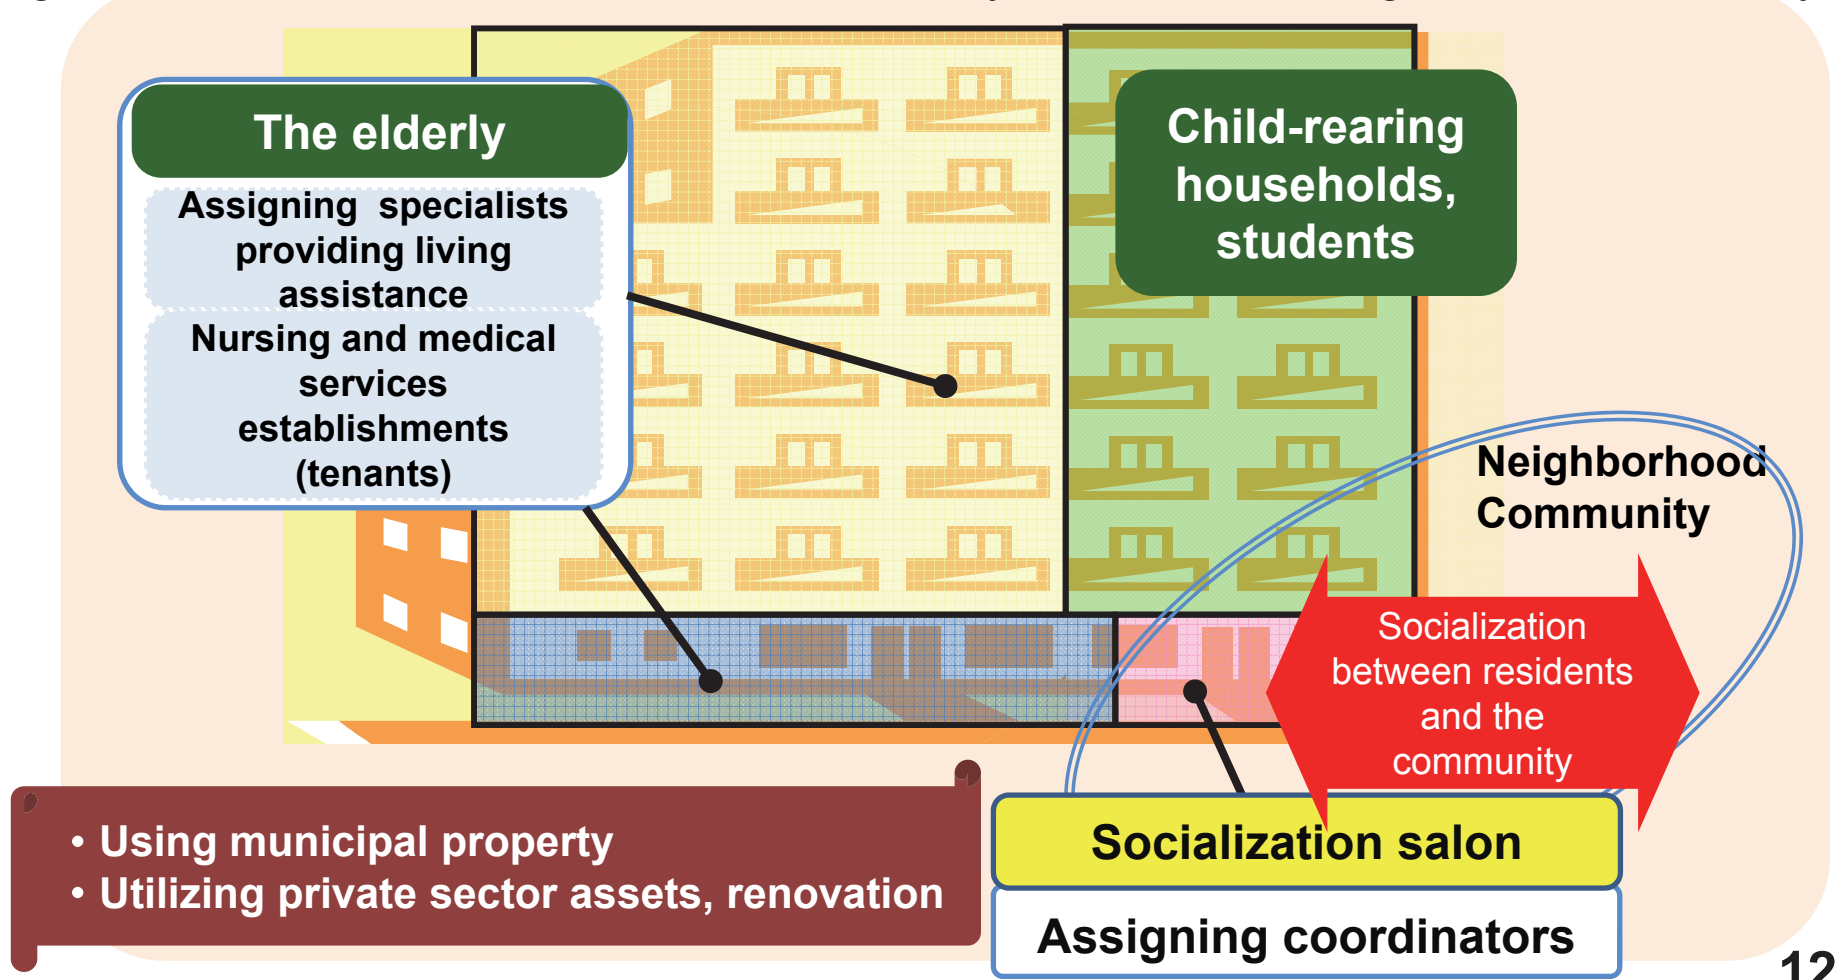 The elderly
Assigning specialists
providing living
assistance
Nursing and medical
services
establishments
(tenants)
Child-rearing
households,
students
Neighborhood
Community
Socialization
between residents
and the
community
• Using municipal property
• Utilizing private sector assets, renovation
Socialization salon
Assigning coordinators
12